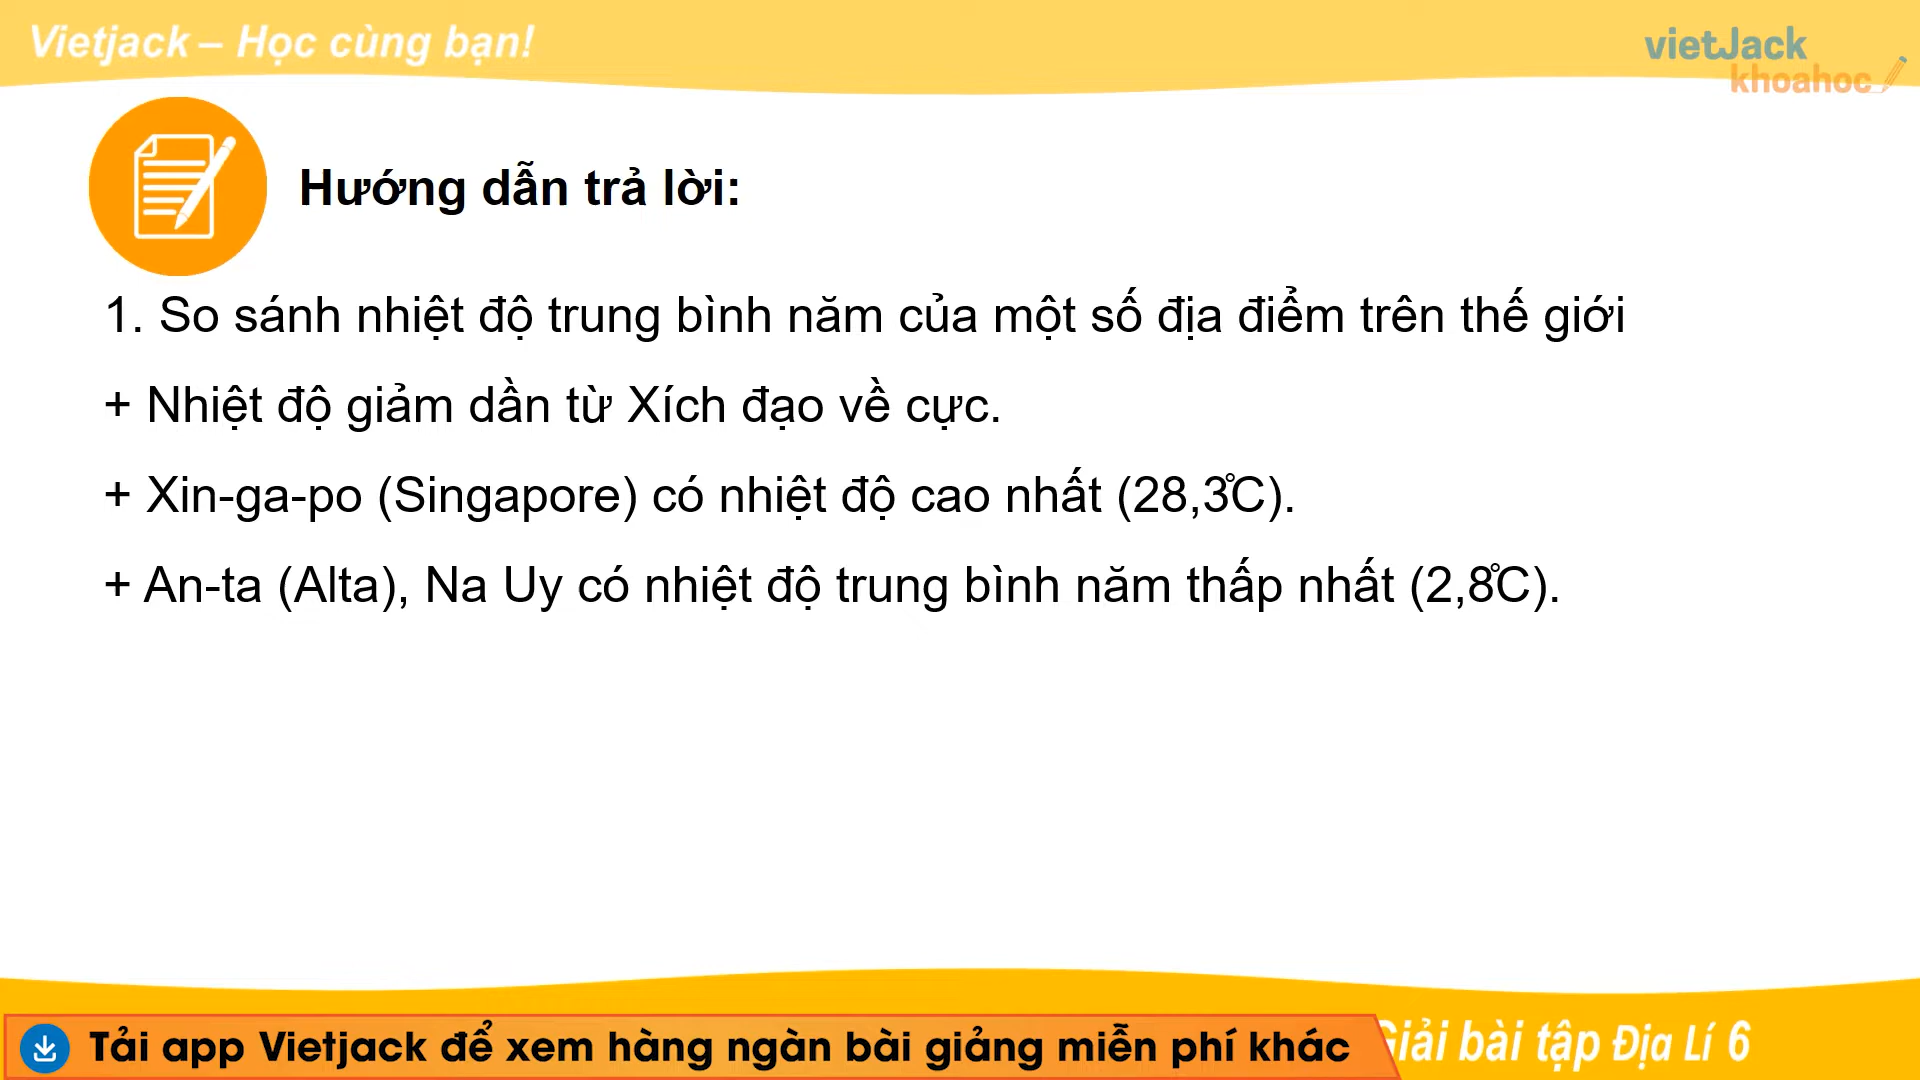 Vietjack – Học cùng bạn!
vietJack
khoahoc
Hướng dẫn trả lời:
1. So sánh nhiệt độ trung bình năm của một số địa điểm trên thế giới
+ Nhiệt độ giảm dần từ Xích đạo về cực.
+ Xin-ga-po (Singapore) có nhiệt độ cao nhất (28,3°C).
+ An-ta (Alta), Na Uy có nhiệt độ trung bình năm thấp nhất (2,8°C).
Tải app Vietjack để xem hàng ngàn bài giảng miễn phí khác
Giải bài tập Địa Lí 6